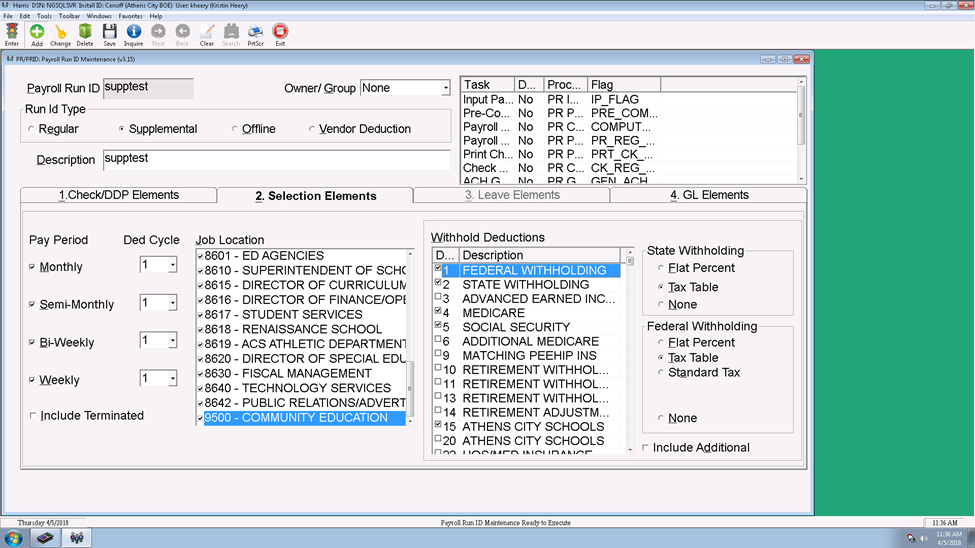 Harris DSN: NGSQLSVR Install ID: Cenoff (Athens City BOE) User: kheery (Kristin Heery)
File Edit Tools Toolbar Windows Favorites Help
Enter Add Change Delete Save Inquire Next Back Clear Search PrtScr Exit
PR/PRID: Payroll Run ID Maintenance (v3.15)
Payroll Run ID supptest Owner/ Group None
Run Id Type
Regular Supplemental Offline Vendor Deduction
Description supptest
Task D... Proc... Flag
Input Pa... No PR I... IP_FLAG
Pre-Co... No PR P... PRE_COM...
Payroll ... No PR C... COMPUT...
Payroll ... No PR P... PR_REG_...
Print Ch... No PR P... PRT_CK_...
Check ... No PR C... CK_REG_...
ACH G... No PR G... GEN_ACH
1.Check/DDP Elements 2. Selection Elements 3. Leave Elements 4. GL Elements
Pay Period Ded Cycle
Monthly 1
Semi-Monthly 1
Bi-Weekly 1
Weekly 1
Include Terminated
Job Location
8601 - ED AGENCIES
8610 - SUPERINTENDENT OF SCHO
8615 - DIRECTOR OF CURRICULUM
8616 - DIRECTOR OF FINANCE/OPE
8617 - STUDENT SERVICES
8618 - RENAISSANCE SCHOOL
8619 - ACS ATHLETIC DEPARTMENT
8620 - DIRECTOR OF SPECIAL EDU
8630 - FISCAL MANAGEMENT
8640 - TECHNOLOGY SERVICES
8642 - PUBLIC RELATIONS/ADVERT
9500 - COMMUNITY EDUCATION
Withhold Deductions
D... Description
1 FEDERAL WITHHOLDING
2 STATE WITHHOLDING
3 ADVANCED EARNED INC...
4 MEDICARE
5 SOCIAL SECURITY
6 ADDITIONAL MEDICARE
9 MATCHING PEEHIP INS
10 RETIREMENT WITHHOL...
11 RETIREMENT WITHHOL...
13 RETIREMENT WITHHOL...
14 RETIREMENT ADJUSTM...
15 ATHENS CITY SCHOOLS
20 ATHENS CITY SCHOOLS
State Withholding
Flat Percent
Tax Table
None
Federal Withholding
Flat Percent
Tax Table
Standard Tax
None
Include Additional
Thursday 4/5/2018 Payroll Run ID Maintenance Ready to Execute 11:36 AM
11:36 AM
4/5/2018